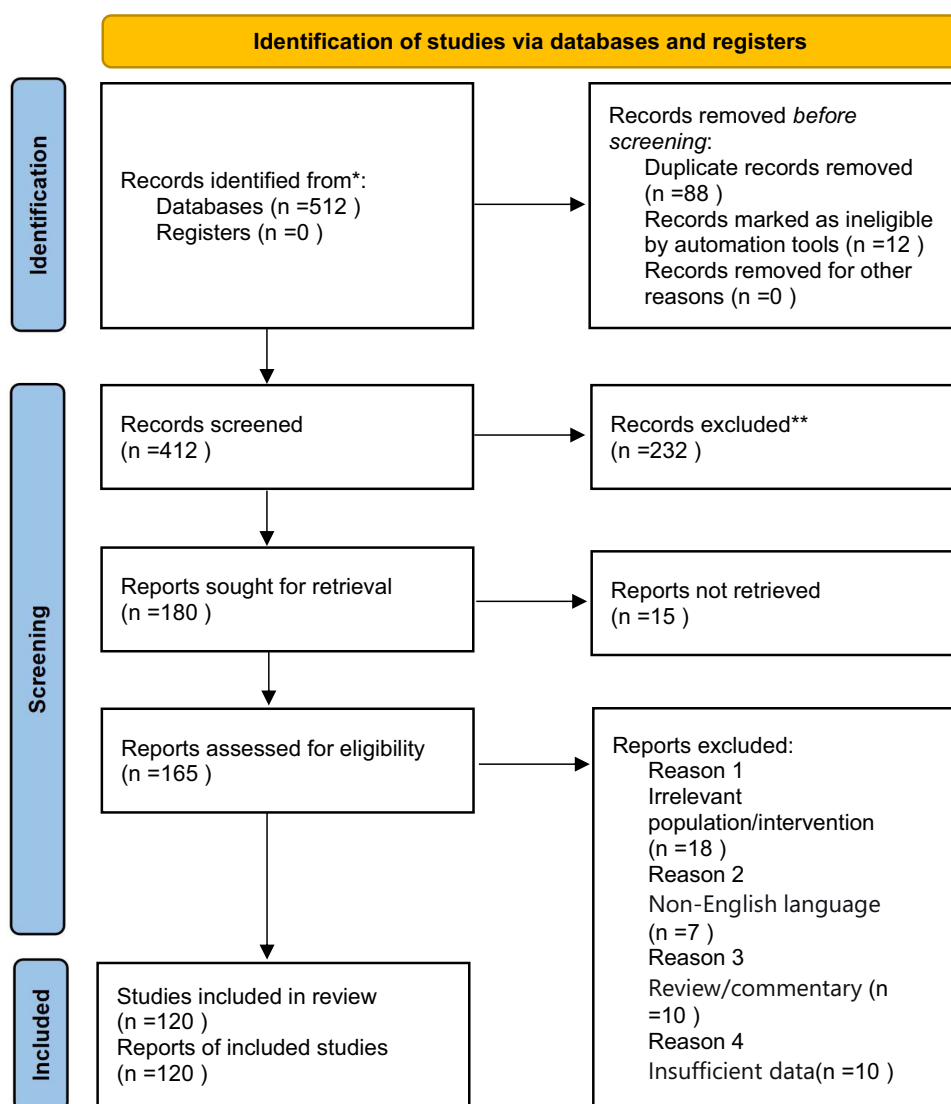 Identification of studies via databases and registers
Identification
Records identified from*:
Databases (n =512 )
Registers (n =0 )
Records removed before
screening:
Duplicate records removed
(n =88 )
Records marked as ineligible
by automation tools (n =12 )
Records removed for other
reasons (n =0 )
Screening
Records screened
(n =412 )
Records excluded**
(n =232 )
Reports sought for retrieval
(n =180 )
Reports not retrieved
(n =15 )
Reports assessed for eligibility
(n =165 )
Reports excluded:
Reason 1
Irrelevant
population/intervention
(n =18 )
Reason 2
Non-English language
(n =7 )
Reason 3
Review/commentary (n
=10 )
Reason 4
Insufficient data(n =10 )
Included
Studies included in review
(n =120 )
Reports of included studies
(n =120 )